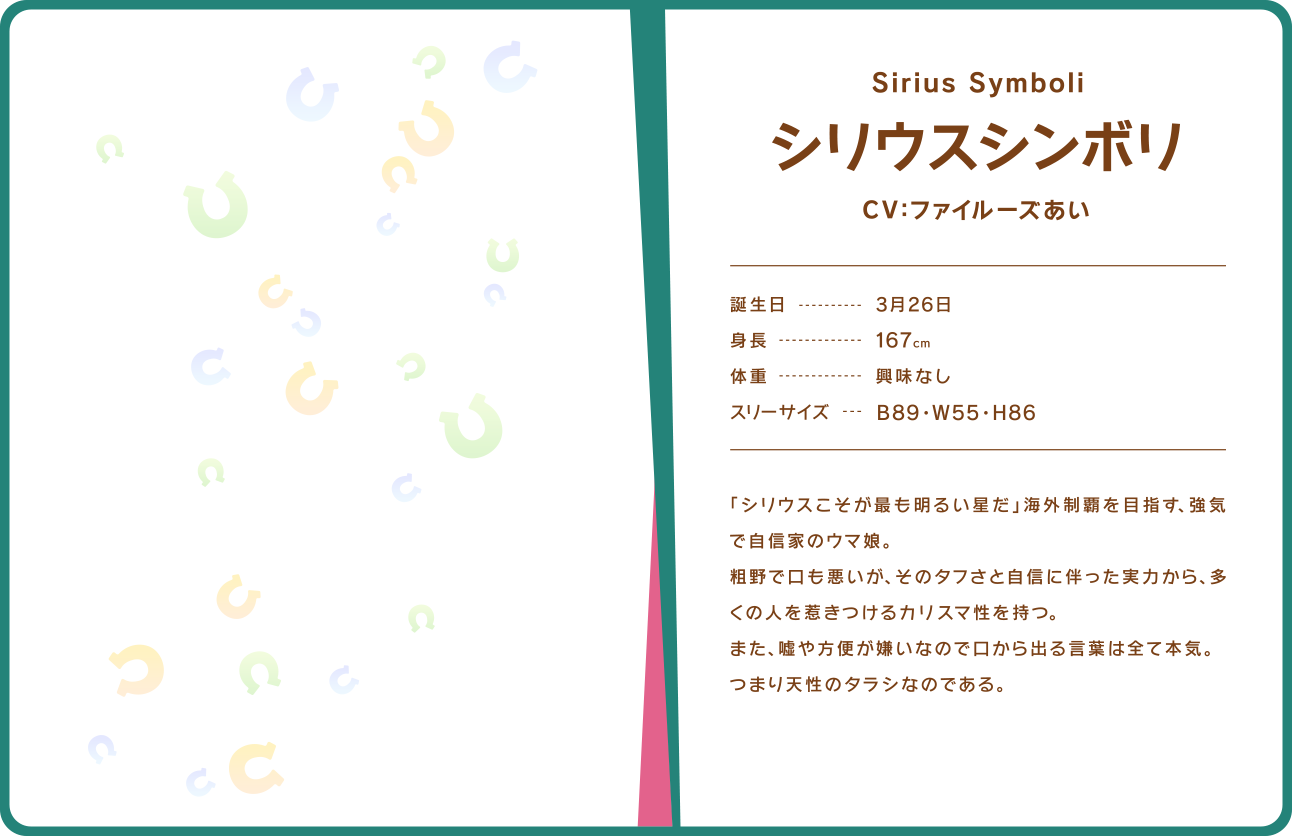 Sirius Symboli
シリウスシンボリ
CV:ファイルーズあい
誕生日 ---------- 3月26日
身長 ------------- 167cm
体重 ------------- 興味なし
スリーサイズ --- B89・W55・H86
「シリウスこそが最も明るい星だ」海外制覇を目指す、強気
で自信家のウマ娘。
粗野で口も悪いが、そのタフさと自信に伴った実力から、多
くの人を惹きつけるカリスマ性を持つ。
また、嘘や方便が嫌いなので口から出る言葉は全て本気。
つまり天性のタラシなのである。